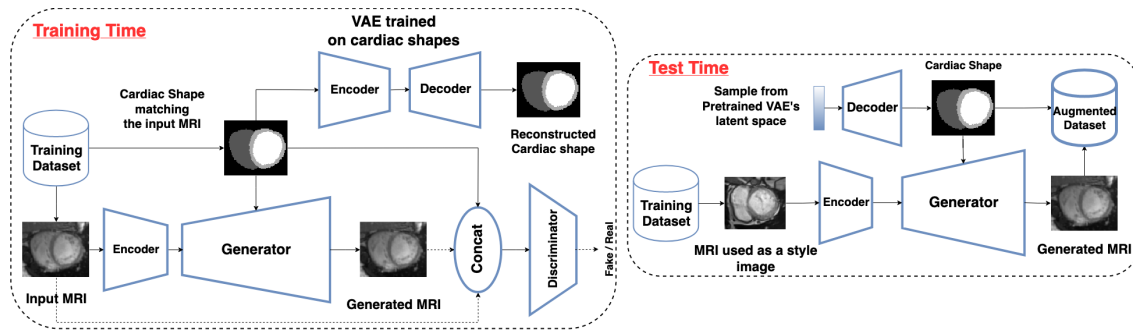 Training Time
VAE trained
on cardiac shapes
Cardiac Shape
matching
the input MRI
Encoder
Decoder
Reconstructed
Cardiac shape
Training
Dataset
Encoder
Generator
Concat
Discriminator
Fake / Real
Input MRI
Generated MRI
Test Time
Sample from
Pretrained VAE's
latent space
Decoder
Cardiac Shape
Augmented
Dataset
Training
Dataset
Encoder
Generator
MRI used as a style
image
Generated MRI